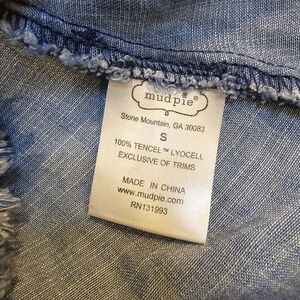 mudpie®
Stone Mountain, GA 30083
S
100% TENCEL™ LYOCELL
EXCLUSIVE OF TRIMS
MADE IN CHINA
www.mudpie.com
RN131993